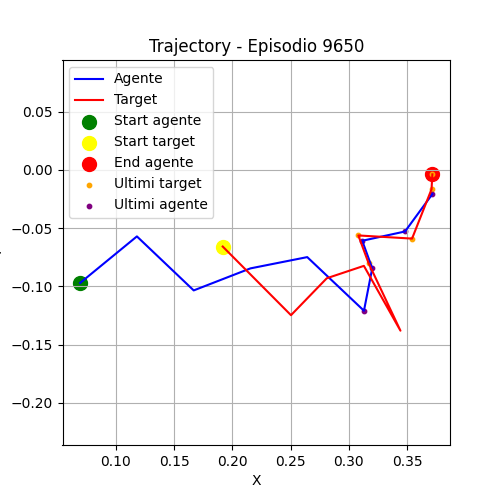 Trajectory - Episodio 9650
Agente
Target
Start agente
Start target
End agente
Ultimi target
Ultimi agente
0.05
0.00
−0.05
−0.10
−0.15
−0.20
0.10 0.15 0.20 0.25 0.30 0.35
X